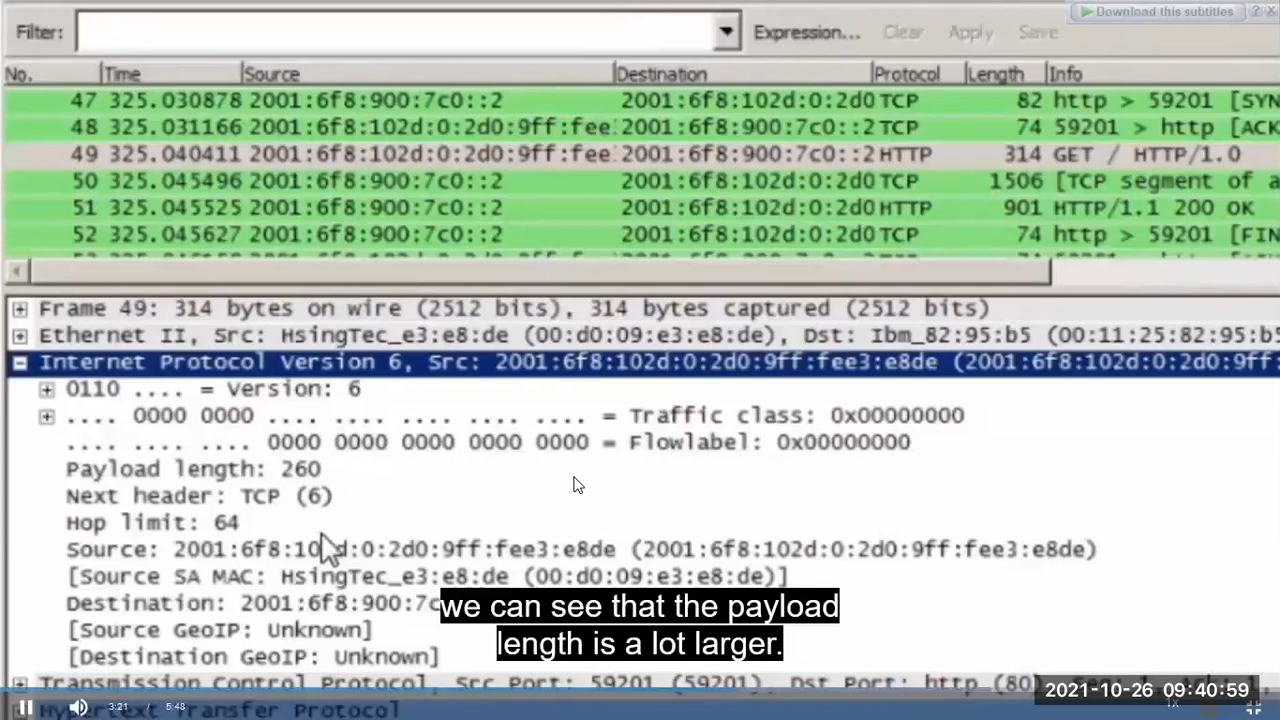 Download this subtitles ? X
Filter: Expression... Clear Apply Save
No. Time Source Destination Protocol Length Info
47 325.030878 2001:6f8:900:7c0::2 2001:6f8:102d:0:2d0 TCP 82 http > 59201 [SYN
48 325.031166 2001:6f8:102d:0:2d0:9ff:fee 2001:6f8:900:7c0::2 TCP 74 59201 > http [ACK
49 325.040411 2001:6f8:102d:0:2d0:9ff:fee 2001:6f8:900:7c0::2 HTTP 314 GET / HTTP/1.0
50 325.045496 2001:6f8:900:7c0::2 2001:6f8:102d:0:2d0 TCP 1506 [TCP segment of a
51 325.045525 2001:6f8:900:7c0::2 2001:6f8:102d:0:2d0 HTTP 901 HTTP/1.1 200 OK
52 325.045627 2001:6f8:900:7c0::2 2001:6f8:102d:0:2d0 TCP 74 http > 59201 [FIN
Frame 49: 314 bytes on wire (2512 bits), 314 bytes captured (2512 bits)
Ethernet II, Src: HsingTec_e3:e8:de (00:d0:09:e3:e8:de), Dst: Ibm_82:95:b5 (00:11:25:82:95:b5
Internet Protocol Version 6, Src: 2001:6f8:102d:0:2d0:9ff:fee3:e8de (2001:6f8:102d:0:2d0:9ff:
0110 .... = Version: 6
.... 0000 0000 .... .... .... .... .... = Traffic class: 0x00000000
.... .... .... 0000 0000 0000 0000 0000 = Flowlabel: 0x00000000
Payload length: 260
Next header: TCP (6)
Hop limit: 64
Source: 2001:6f8:102d:0:2d0:9ff:fee3:e8de (2001:6f8:102d:0:2d0:9ff:fee3:e8de)
[Source SA MAC: HsingTec_e3:e8:de (00:d0:09:e3:e8:de)]
Destination: 2001:6f8:900:7c
we can see that the payload
length is a lot larger.
[Source GeoIP: Unknown]
[Destination GeoIP: Unknown]
Transmission Control Protocol, Src Port: 59201 (59201), Dst Port: http (80)
2021-10-26 09:40:59
Hypertext Transfer Protocol
3:21 / 5:48 1x